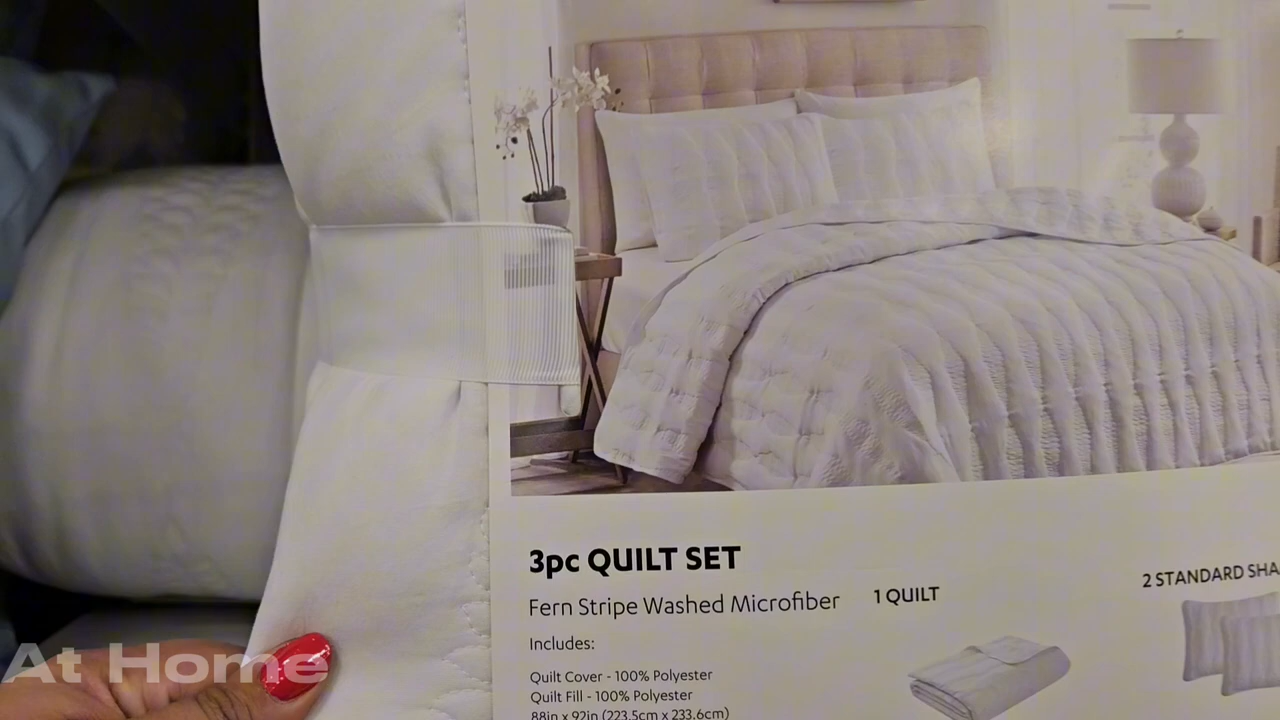 3pc QUILT SET
Fern Stripe Washed Microfiber
Includes:
Quilt Cover - 100% Polyester
Quilt Fill - 100% Polyester
88in x 92in (223.5cm x 233.6cm)
1 QUILT
2 STANDARD SHA
At Home